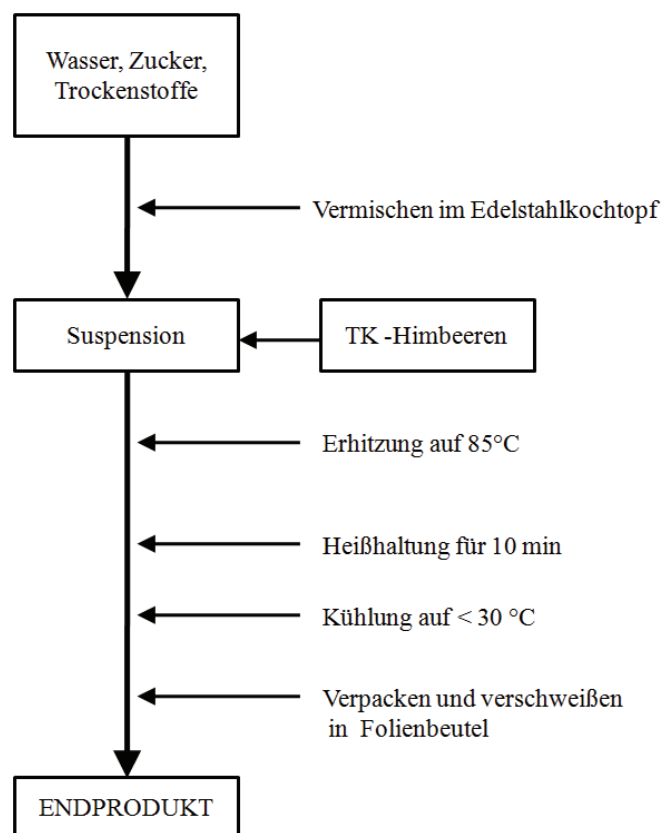 Wasser, Zucker,
Trockenstoffe
Vermischen im Edelstahlkochtopf
Suspension
TK -Himbeeren
Erhitzung auf 85°C
Heißhaltung für 10 min
Kühlung auf < 30 °C
Verpacken und verschweißen
in Folienbeutel
ENDPRODUKT